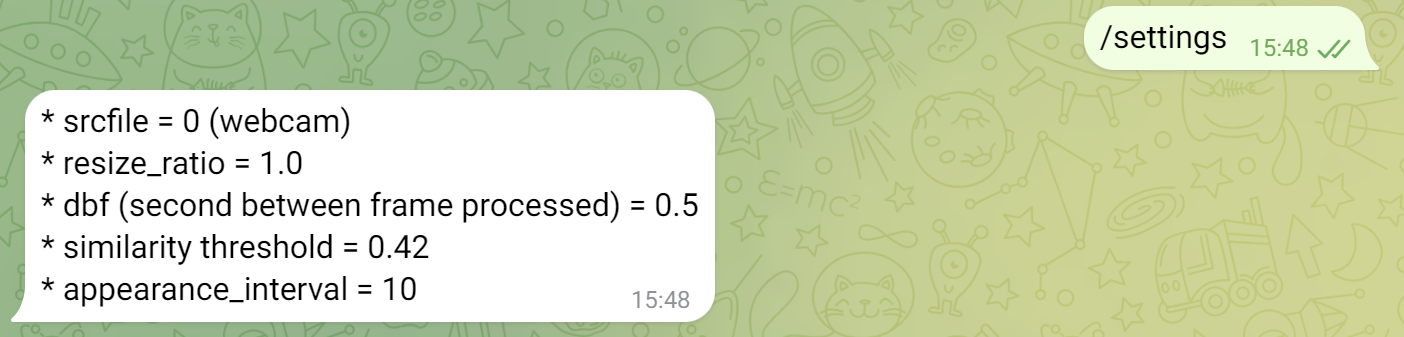 /settings
15:48
* srcfile = 0 (webcam)
* resize_ratio = 1.0
* dbf (second between frame processed) = 0.5
* similarity threshold = 0.42
* appearance_interval = 10
15:48
E=mc²